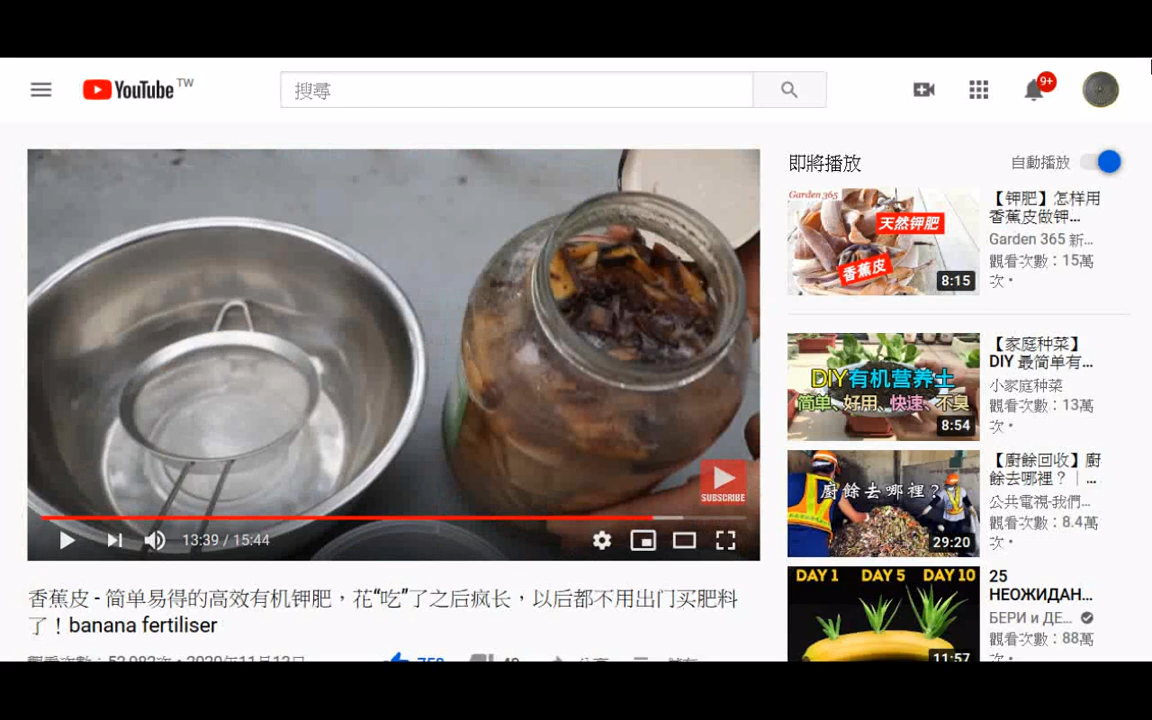 YouTube TW
搜尋
9+
SUBSCRIBE
13:39 / 15:44
香蕉皮 - 简单易得的高效有机钾肥，花“吃”了之后疯长，以后都不用出门买肥料
了！banana fertiliser
即將播放
自動播放
Garden 365
天然钾肥
香蕉皮
8:15
【钾肥】怎样用
香蕉皮做钾...
Garden 365 新...
觀看次數：15萬
次·
DIY有机营养土
简单、好用、快速、不臭
8:54
【家庭种菜】
DIY 最简单有...
小家庭种菜
觀看次數：13萬
次·
廚餘去哪裡？
29:20
【廚餘回收】廚
餘去哪裡？｜...
公共電視-我們...
觀看次數：8.4萬
次·
DAY 1 DAY 5 DAY 10
11:57
25
НЕОЖИДАН...
БЕРИ и ДЕ...
觀看次數：88萬
次·